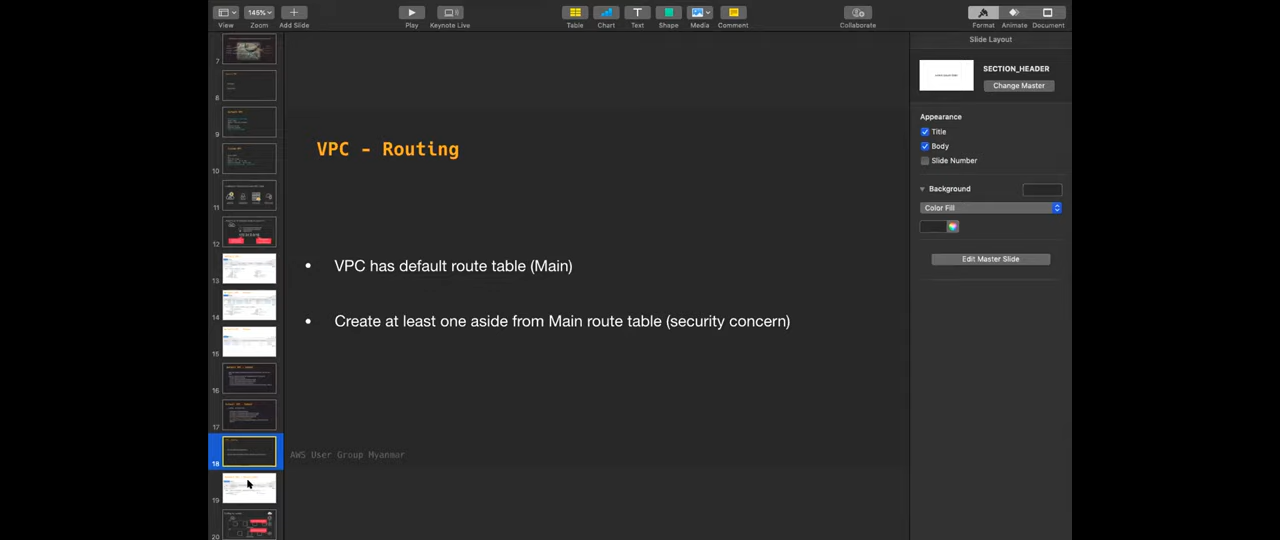 View
Zoom
Add Slide
Play
Keynote Live
Table
Chart
Text
Shape
Media
Comment
Collaborate
Format
Animate
Document
145%
Slide Layout
SECTION_HEADER
Change Master
Appearance
Title
Body
Slide Number
Background
Color Fill
Edit Master Slide
7
8
9
10
11
12
13
14
15
16
17
18
19
20
VPC - Routing
• VPC has default route table (Main)
• Create at least one aside from Main route table (security concern)
AWS User Group Myanmar